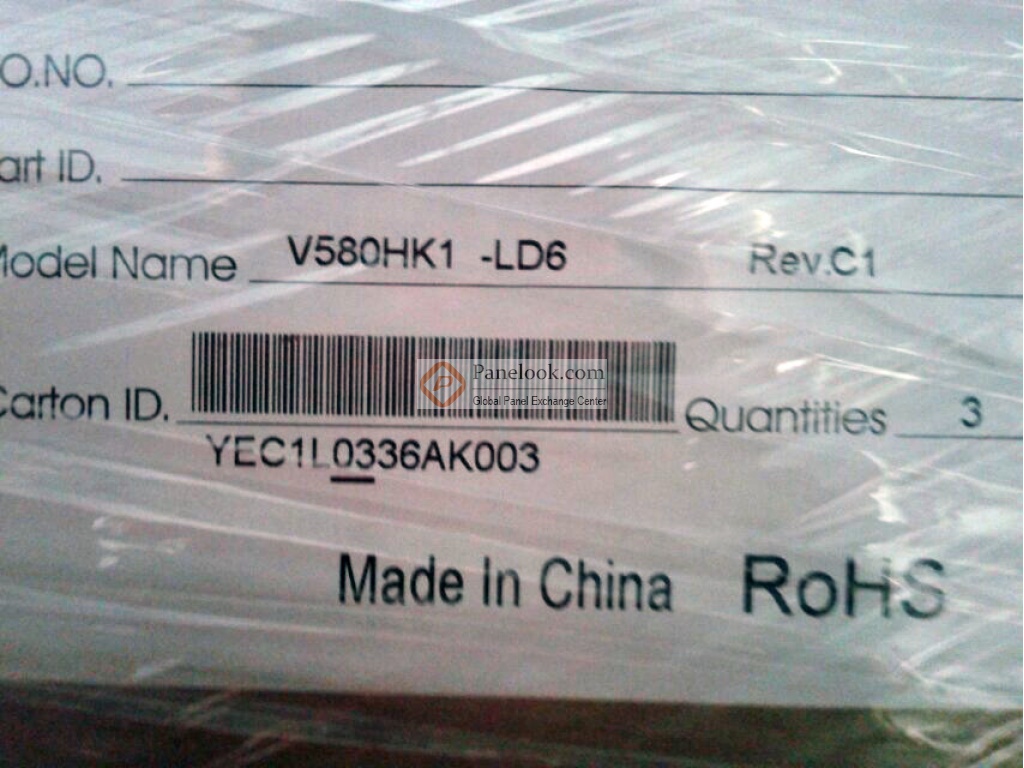 O.NO.
art ID.
Model Name V580HK1 -LD6 Rev.C1
Panelook.com
Global Panel Exchange Center
Carton ID. Quantities 3
YEC1L0336AK003
Made In China RoHS